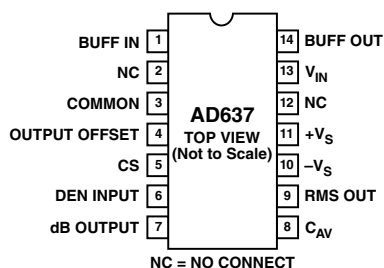 BUFF IN 1 14 BUFF OUT
NC 2 13 VIN
COMMON 3 12 NC
AD637
OUTPUT OFFSET 4 TOP VIEW 11 +VS
(Not to Scale)
CS 5 10 –VS
DEN INPUT 6 9 RMS OUT
dB OUTPUT 7 8 CAV
NC = NO CONNECT